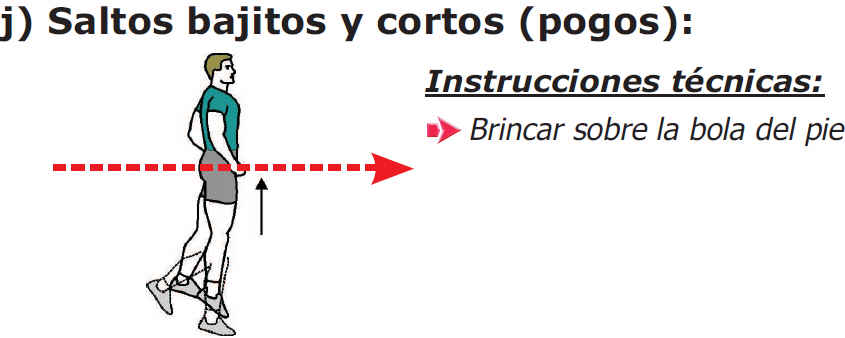 j) Saltos bajitos y cortos (pogos):
Instrucciones técnicas:
Brincar sobre la bola del pie